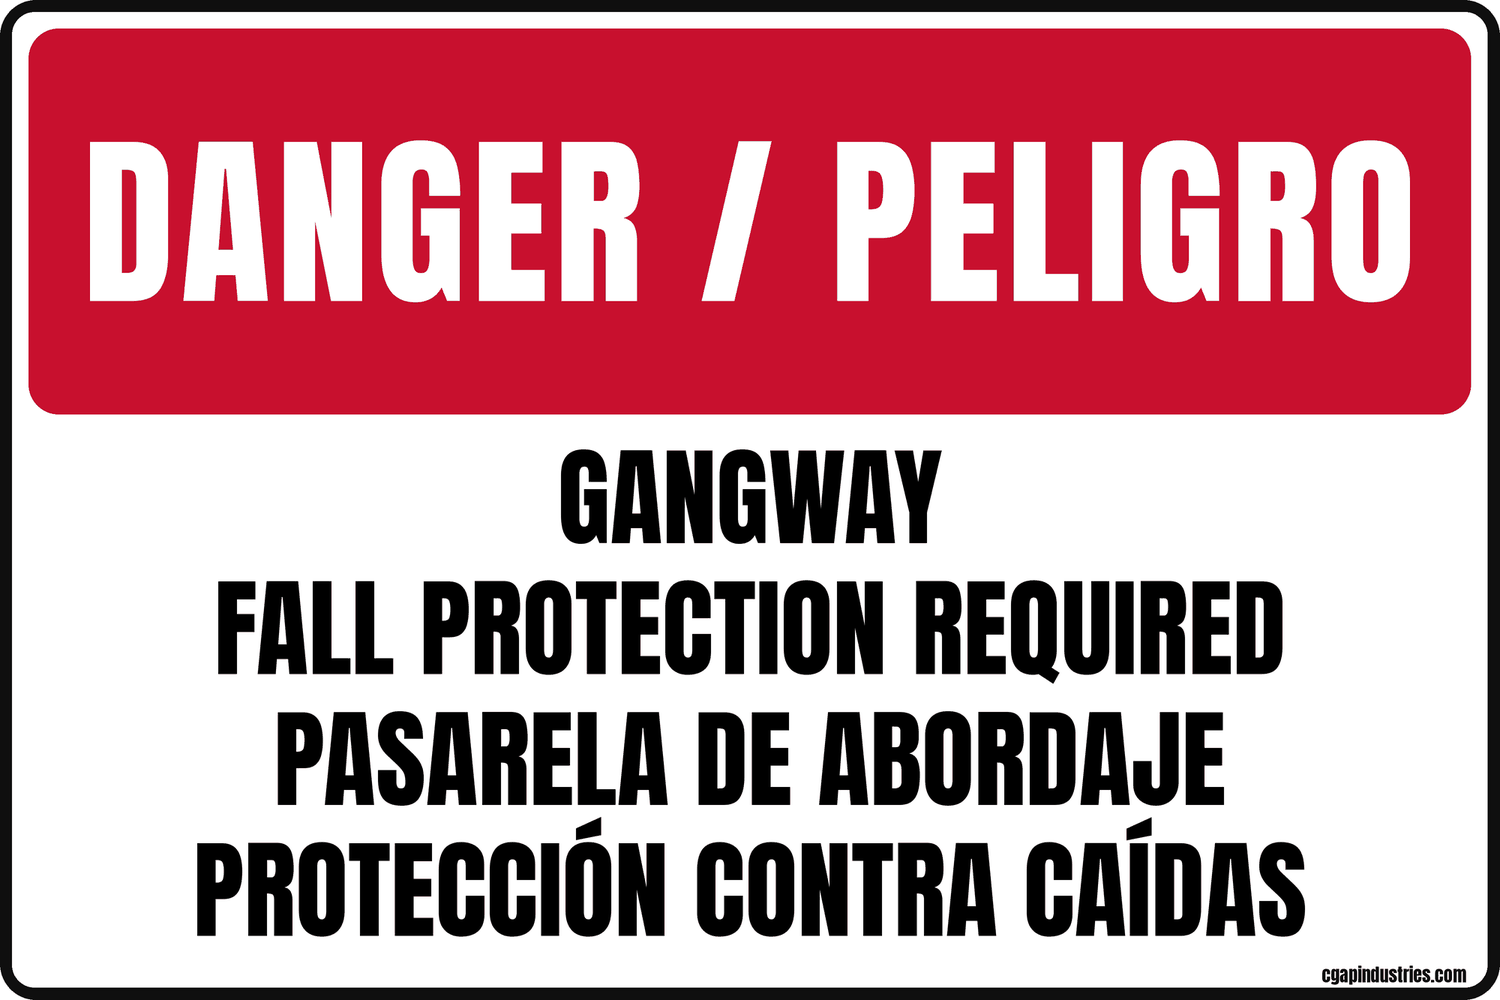 DANGER / PELIGRO
GANGWAY
FALL PROTECTION REQUIRED
PASARELA DE ABORDAJE
PROTECCIÓN CONTRA CAÍDAS
cgapindustries.com